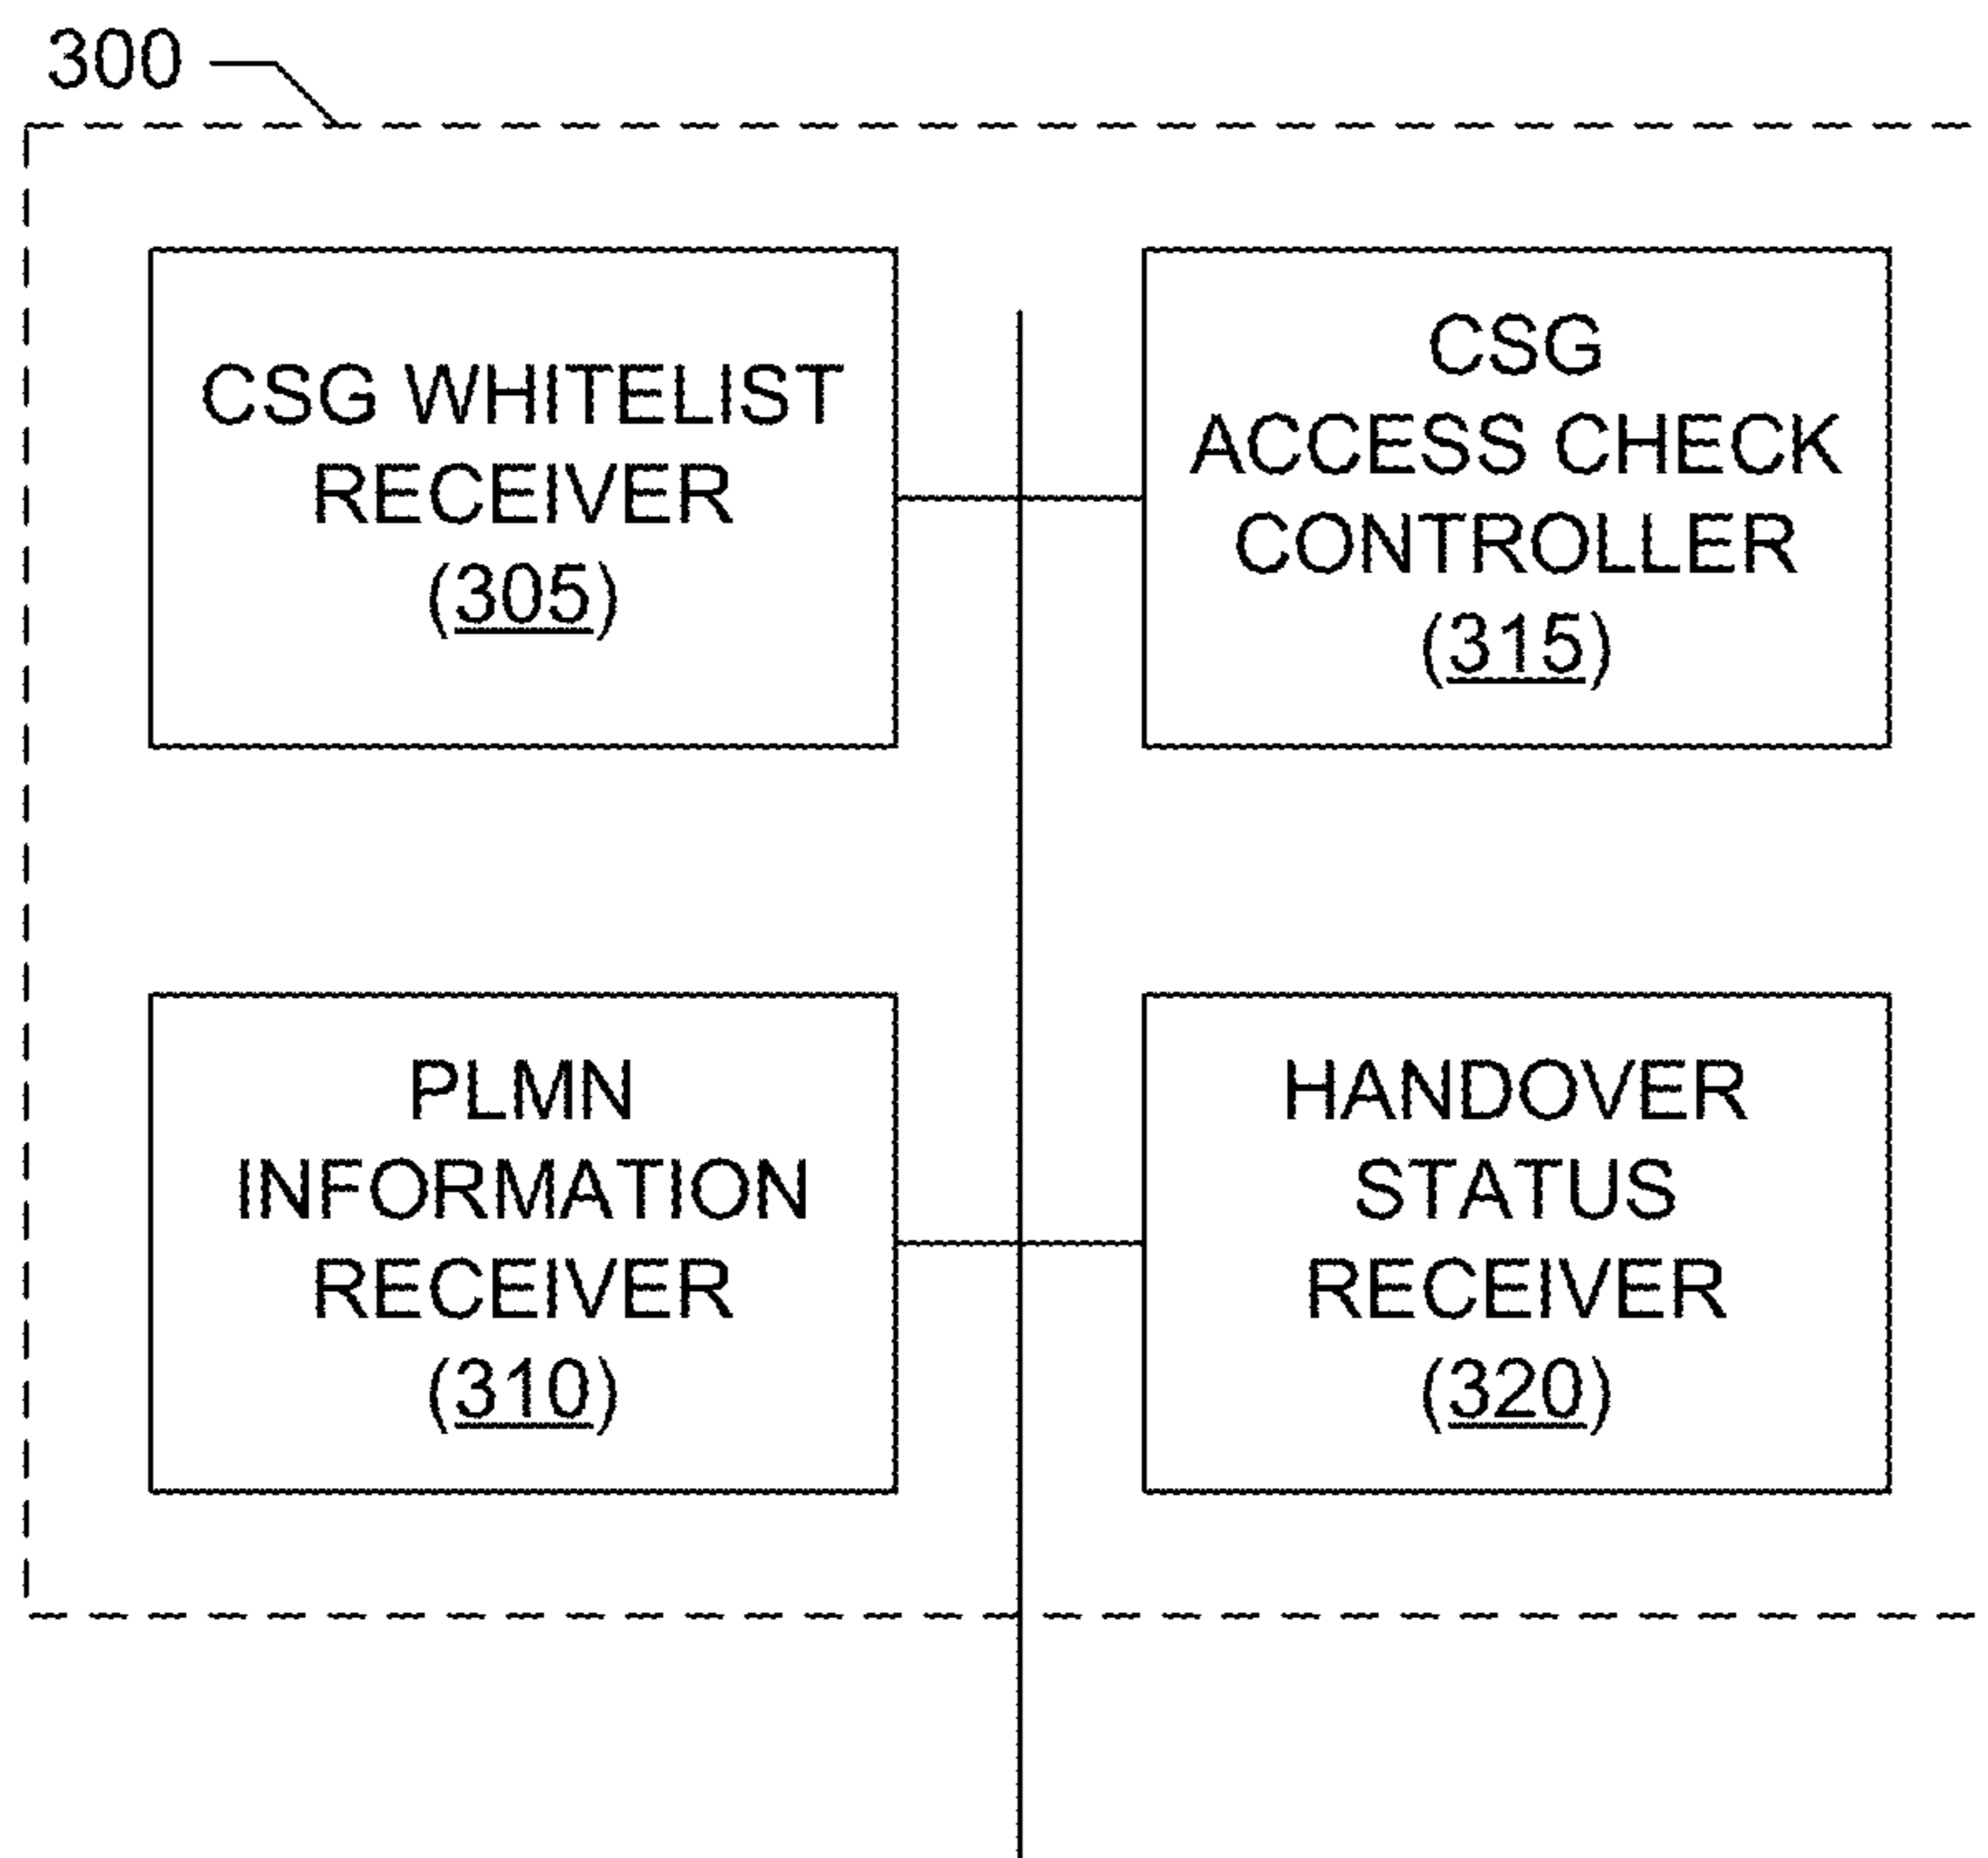 300
CSG WHITELIST
RECEIVER
(305)
CSG
ACCESS CHECK
CONTROLLER
(315)
PLMN
INFORMATION
RECEIVER
(310)
HANDOVER
STATUS
RECEIVER
(320)